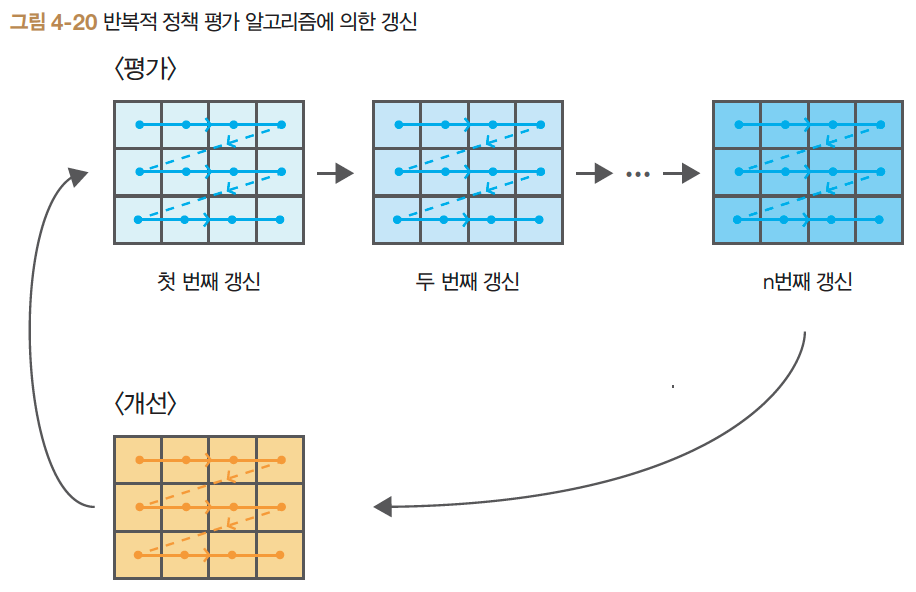 그림 4-20 반복적 정책 평가 알고리즘에 의한 갱신
〈평가〉
...
첫 번째 갱신
두 번째 갱신
n번째 갱신
〈개선〉